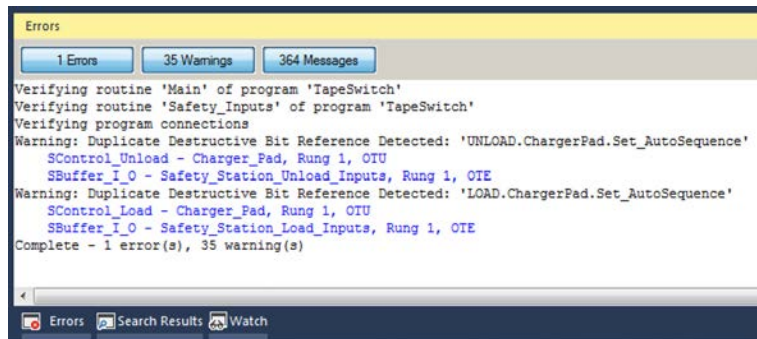 Errors
1 Errors 35 Warnings 364 Messages
Verifying routine 'Main' of program 'TapeSwitch'
Verifying routine 'Safety_Inputs' of program 'TapeSwitch'
Verifying program connections
Warning: Duplicate Destructive Bit Reference Detected: 'UNLOAD.ChargerPad.Set_AutoSequence'
SControl_Unload - Charger_Pad, Rung 1, OTU
SBuffer_I_O - Safety_Station_Unload_Inputs, Rung 1, OTE
Warning: Duplicate Destructive Bit Reference Detected: 'LOAD.ChargerPad.Set_AutoSequence'
SControl_Load - Charger_Pad, Rung 1, OTU
SBuffer_I_O - Safety_Station_Load_Inputs, Rung 1, OTE
Complete - 1 error(s), 35 warning(s)
Errors Search Results Watch